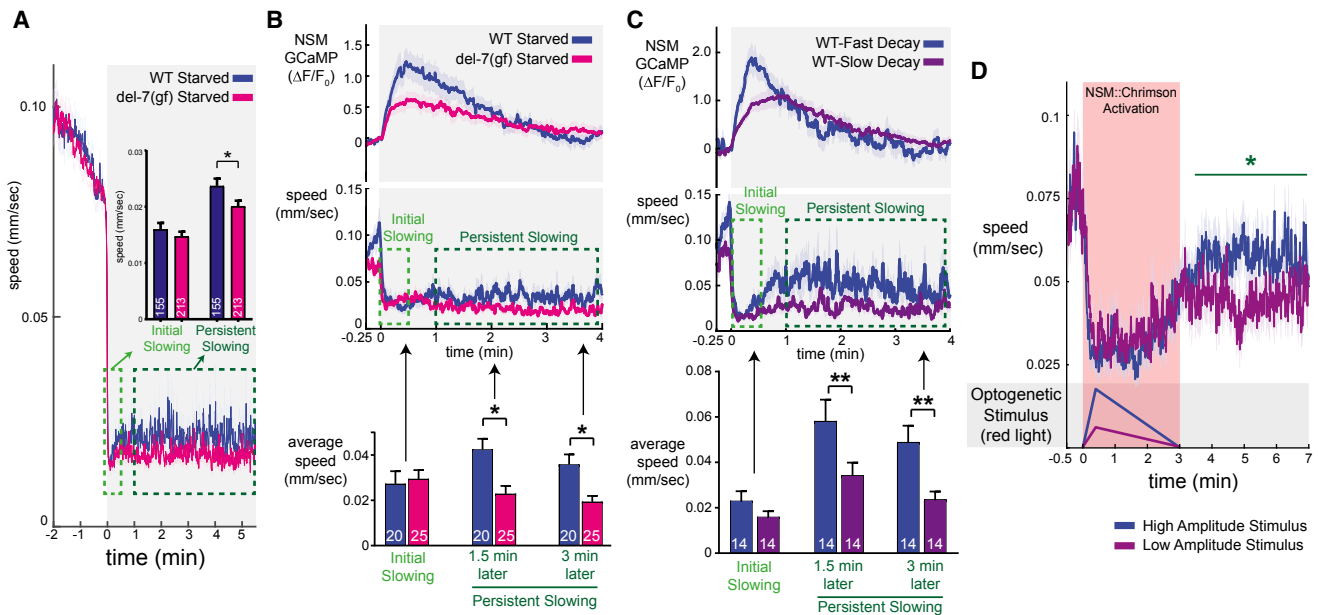 A
WT Starved
del-7(gf) Starved
0.10
0.05
0
speed (mm/sec)
-2 -1 0 1 2 3 4 5
time (min)
0.03
0.02
0.01
0
speed (mm/sec)
*
155
213
155
213
Initial
Slowing
Persistent
Slowing
B
NSM
GCaMP
(ΔF/F0)
WT Starved
del-7(gf) Starved
1.5
1.0
0.5
0
speed
(mm/sec)
0.15
0.10
0.05
0
Initial
Slowing
Persistent Slowing
-0.25 0 1 2 3 4
time (min)
average
speed
(mm/sec)
0.06
0.04
0.02
0
*
*
20
25
20
25
20
25
Initial
Slowing
1.5 min
later
3 min
later
Persistent Slowing
C
NSM
GCaMP
(ΔF/F0)
WT-Fast Decay
WT-Slow Decay
2.0
1.0
0
speed
(mm/sec)
0.15
0.10
0.05
0
Initial
Slowing
Persistent Slowing
-0.25 0 1 2 3 4
time (min)
average
speed
(mm/sec)
0.08
0.06
0.04
0.02
0
**
**
14
14
14
14
14
14
Initial
Slowing
1.5 min
later
3 min
later
Persistent Slowing
D
NSM::Chrimson
Activation
0.1
0.075
0.05
0.025
speed
(mm/sec)
*
Optogenetic
Stimulus
(red light)
-0.5 0 1 2 3 4 5 6 7
time (min)
High Amplitude Stimulus
Low Amplitude Stimulus